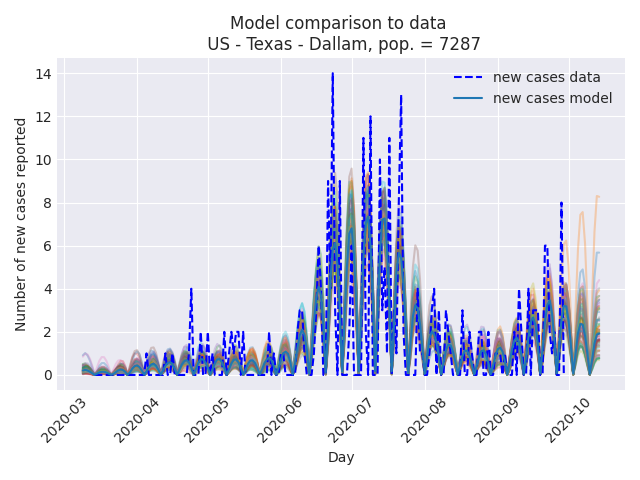 Model comparison to data
US - Texas - Dallam, pop. = 7287
new cases data
new cases model
Number of new cases reported
14
12
10
8
6
4
2
0
2020-03
2020-04
2020-05
2020-06
2020-07
2020-08
2020-09
2020-10
Day